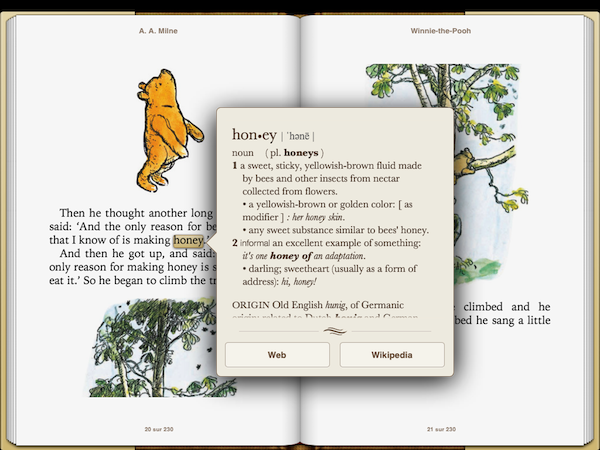 A. A. Milne
Then he thought another long
said: ‘And the only reason for
that I know of is making honey.’
And then he got up, and said:
only reason for making honey is
eat it.’ So he began to climb the
20 sur 230
Winnie-the-Pooh
climbed and he
he sang a little
21 sur 230
hon•ey | ˈhənē |
noun ( pl. honeys )
1 a sweet, sticky, yellowish-brown fluid made
by bees and other insects from nectar
collected from flowers.
• a yellowish-brown or golden color: [ as
modifier ] : her honey skin.
• any sweet substance similar to bees' honey.
2 informal an excellent example of something:
it's one honey of an adaptation.
• darling; sweetheart (usually as a form of
address): hi, honey!
ORIGIN Old English hunig, of Germanic
Web
Wikipedia